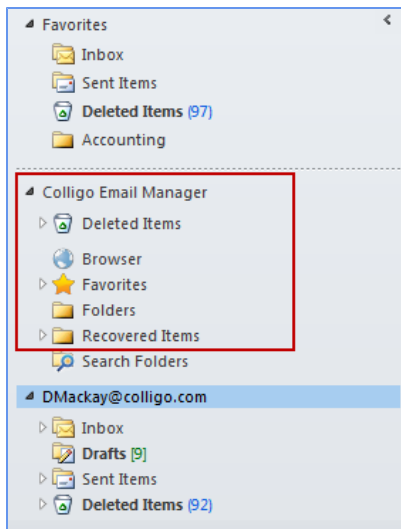 Favorites
Inbox
Sent Items
Deleted Items (97)
Accounting
Colligo Email Manager
Deleted Items
Browser
Favorites
Folders
Recovered Items
Search Folders
DMackay@colligo.com
Inbox
Drafts [9]
Sent Items
Deleted Items (92)